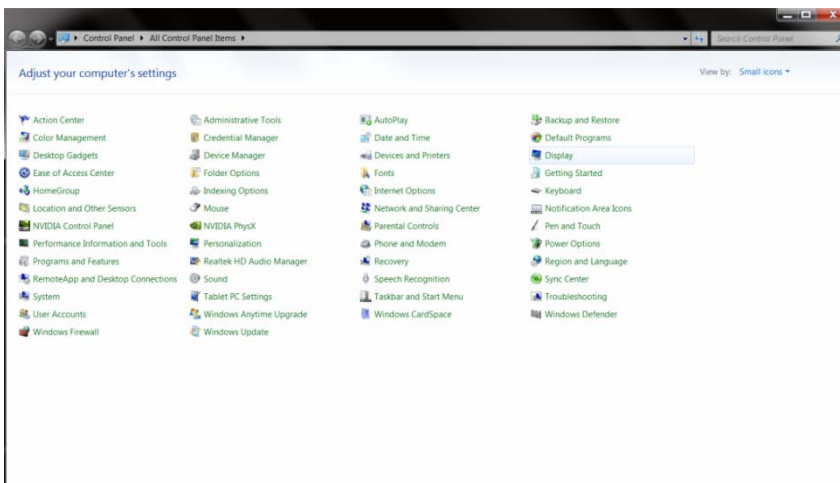 Control Panel All Control Panel Items Search Control Panel
Adjust your computer's settings View by: Small icons
Action Center Administrative Tools AutoPlay Backup and Restore
Color Management Credential Manager Date and Time Default Programs
Desktop Gadgets Device Manager Devices and Printers Display
Ease of Access Center Folder Options Fonts Getting Started
HomeGroup Indexing Options Internet Options Keyboard
Location and Other Sensors Mouse Network and Sharing Center Notification Area Icons
NVIDIA Control Panel NVIDIA PhysX Parental Controls Pen and Touch
Performance Information and Tools Personalization Phone and Modem Power Options
Programs and Features Realtek HD Audio Manager Recovery Region and Language
RemoteApp and Desktop Connections Sound Speech Recognition Sync Center
System Tablet PC Settings Taskbar and Start Menu Troubleshooting
User Accounts Windows Anytime Upgrade Windows CardSpace Windows Defender
Windows Firewall Windows Update